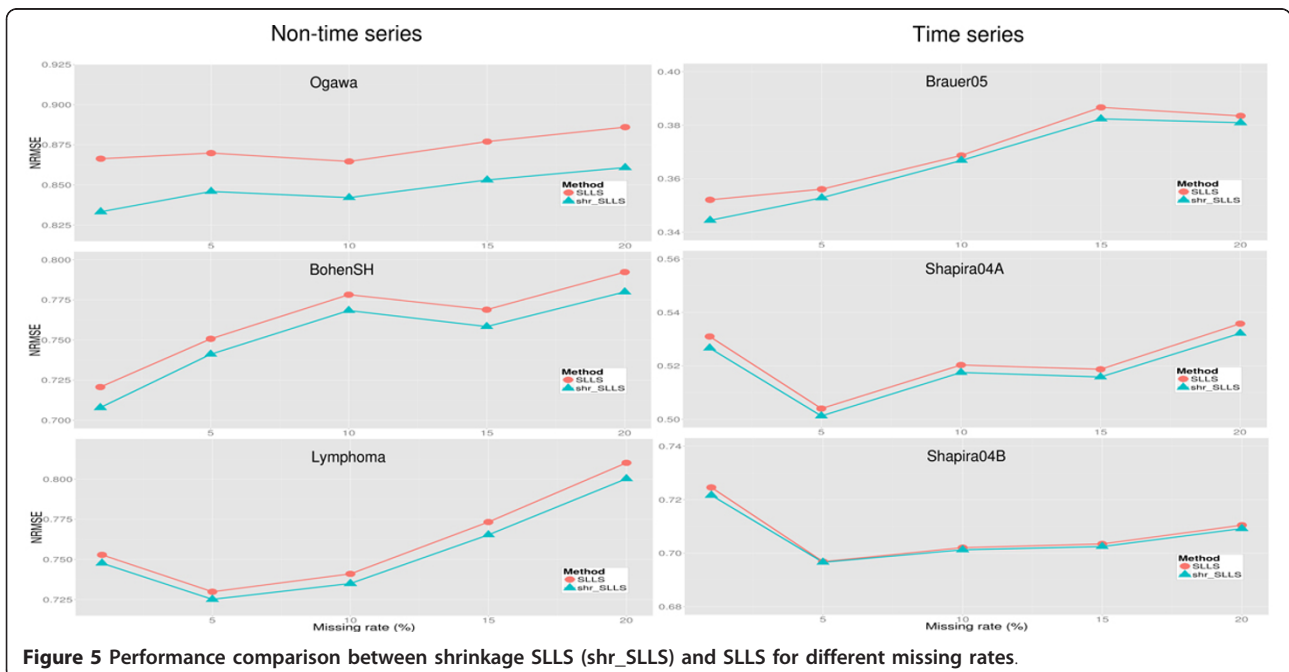 Non-time series
Time series
0.925
0.900
0.875
0.850
0.825
NRMSE
Ogawa
Method
SLLS
shr_SLLS
5
10
15
20
0.40
0.38
0.36
0.34
Brauer05
Method
SLLS
shr_SLLS
5
10
15
20
0.800
0.775
0.750
0.725
0.700
NRMSE
BohenSH
Method
SLLS
shr_SLLS
5
10
15
20
0.56
0.54
0.52
0.50
Shapira04A
Method
SLLS
shr_SLLS
5
10
15
20
0.800
0.775
0.750
0.725
NRMSE
Lymphoma
Method
SLLS
shr_SLLS
5
10
15
20
Missing rate (%)
0.74
0.72
0.70
0.68
Shapira04B
Method
SLLS
shr_SLLS
5
10
15
20
Missing rate (%)
Figure 5 Performance comparison between shrinkage SLLS (shr_SLLS) and SLLS for different missing rates.